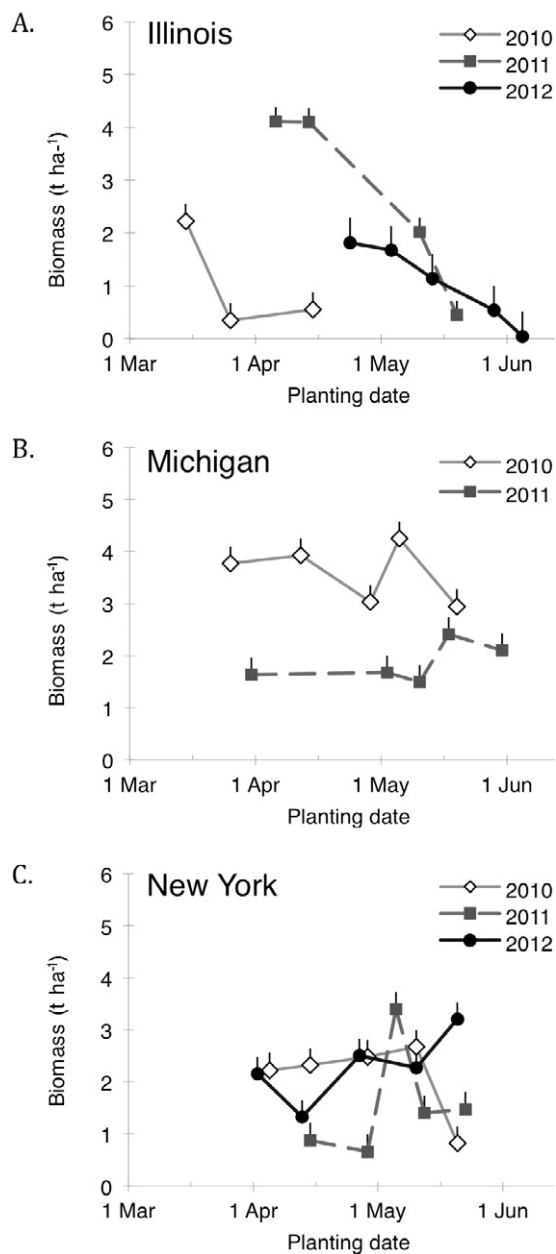 A.
Illinois
2010
2011
2012
Biomass (t ha-¹)
6
5
4
3
2
1
0
1 Mar
1 Apr
1 May
1 Jun
Planting date
B.
Michigan
2010
2011
Biomass (t ha⁻¹)
6
5
4
3
2
1
0
1 Mar
1 Apr
1 May
1 Jun
Planting date
C.
New York
2010
2011
2012
Biomass (t ha⁻¹)
6
5
4
3
2
1
0
1 Mar
1 Apr
1 May
1 Jun
Planting date